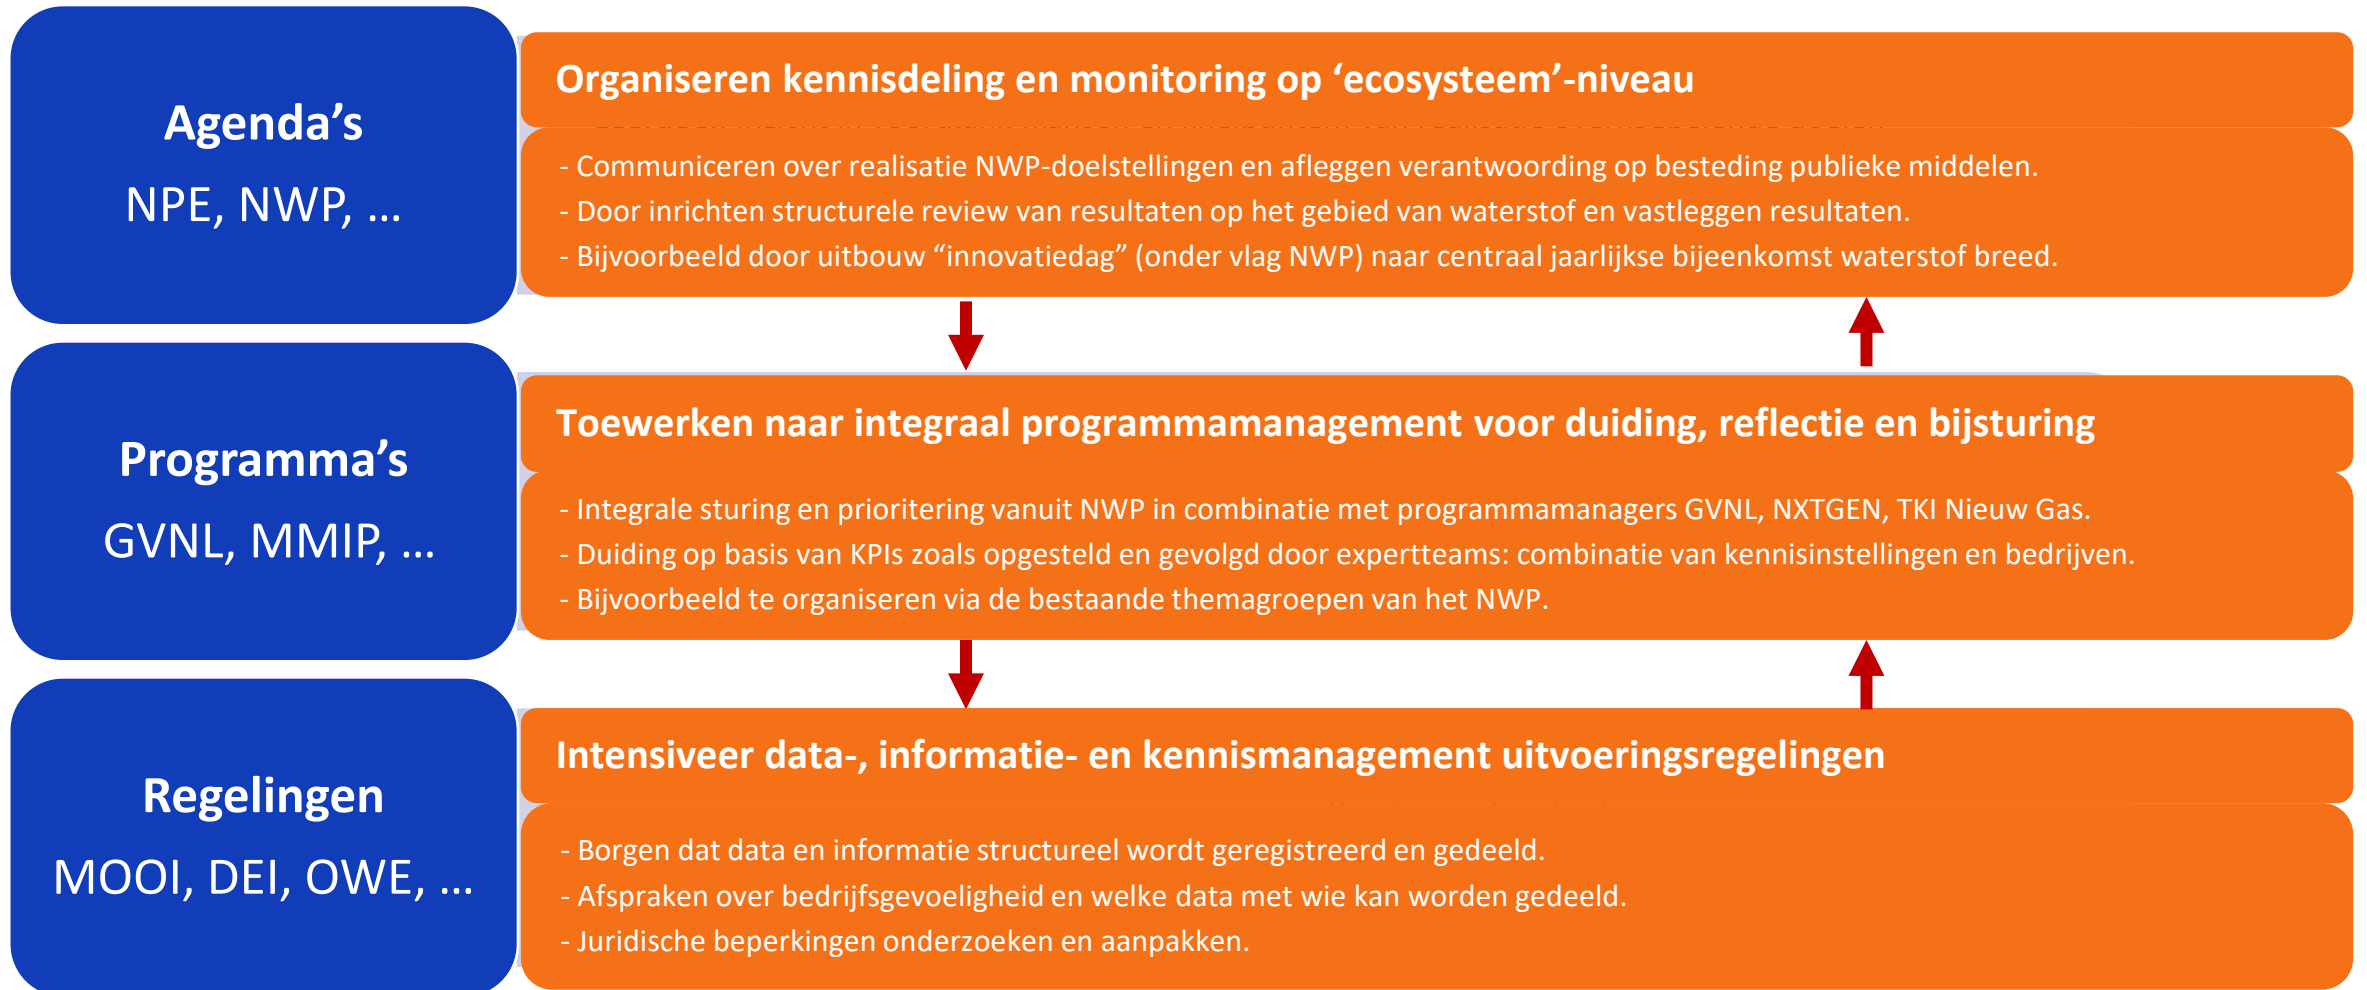 Agenda’s
NPE, NWP, ...
Organiseren kennisdeling en monitoring op ‘ecosysteem’-niveau
- Communiceren over realisatie NWP-doelstellingen en afleggen verantwoording op besteding publieke middelen.
- Door inrichten structurele review van resultaten op het gebied van waterstof en vastleggen resultaten.
- Bijvoorbeeld door uitbouw “innovatiedag” (onder vlag NWP) naar centraal jaarlijkse bijeenkomst waterstof breed.
Programma’s
GVNL, MMIP, ...
Toewerken naar integraal programmamanagement voor duiding, reflectie en bijsturing
- Integrale sturing en prioritering vanuit NWP in combinatie met programmamanagers GVNL, NXTGEN, TKI Nieuw Gas.
- Duiding op basis van KPIs zoals opgesteld en gevolgd door expertteams: combinatie van kennisinstellingen en bedrijven.
- Bijvoorbeeld te organiseren via de bestaande themagroepen van het NWP.
Regelingen
MOOI, DEI, OWE, ...
Intensiveer data-, informatie- en kennismanagement uitvoeringsregelingen
- Borgen dat data en informatie structureel wordt geregistreerd en gedeeld.
- Afspraken over bedrijfsgevoeligheid en welke data met wie kan worden gedeeld.
- Juridische beperkingen onderzoeken en aanpakken.